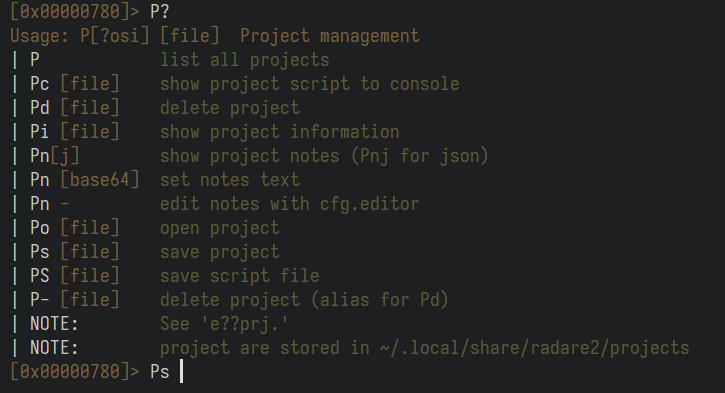 [0x00000780]> P?
Usage: P[?osi] [file]  Project management
| P            list all projects
| Pc [file]    show project script to console
| Pd [file]    delete project
| Pi [file]    show project information
| Pn[j]        show project notes (Pnj for json)
| Pn [base64]  set notes text
| Pn -         edit notes with cfg.editor
| Po [file]    open project
| Ps [file]    save project
| PS [file]    save script file
| P- [file]    delete project (alias for Pd)
| NOTE:        See 'e??prj.'
| NOTE:        project are stored in ~/.local/share/radare2/projects
[0x00000780]> Ps